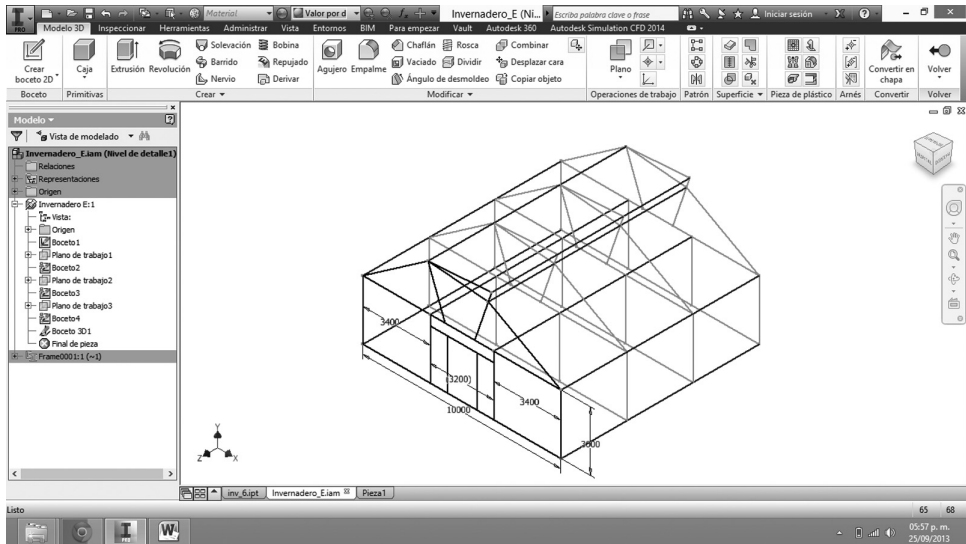 PRO
Material
Valor por d
Invernadero_E (Ni...
Escriba palabra clave o frase
Iniciar sesión
Modelo 3D Inspeccionar Herramientas Administrar Vista Entornos BIM Para empezar Vault Autodesk 360 Autodesk Simulation CFD 2014
Crear boceto 2D
Caja
Extrusión
Revolución
Solevación
Bobina
Barrido
Repujado
Nervio
Derivar
Agujero
Empalme
Chaflán
Rosca
Combinar
Vaciado
Dividir
Desplazar cara
Ángulo de desmoldeo
Copiar objeto
Plano
Convertir en chapa
Volver
Boceto Primitivas Crear Modificar Operaciones de trabajo Patrón Superficie Pieza de plástico Arnés Convertir Volver
Modelo
Vista de modelado
Invernadero_E.iam (Nivel de detalle1)
Relaciones
Representaciones
Origen
Invernadero E:1
Vista:
Origen
Boceto1
Plano de trabajo1
Boceto2
Plano de trabajo2
Boceto3
Plano de trabajo3
Boceto4
Boceto 3D1
Final de pieza
Frame0001:1 (~1)
3400
(3200)
3400
10000
Y
Z
X
inv_6.ipt Invernadero_E.iam Pieza1
Listo
65 68
05:57 p. m.
25/09/2013